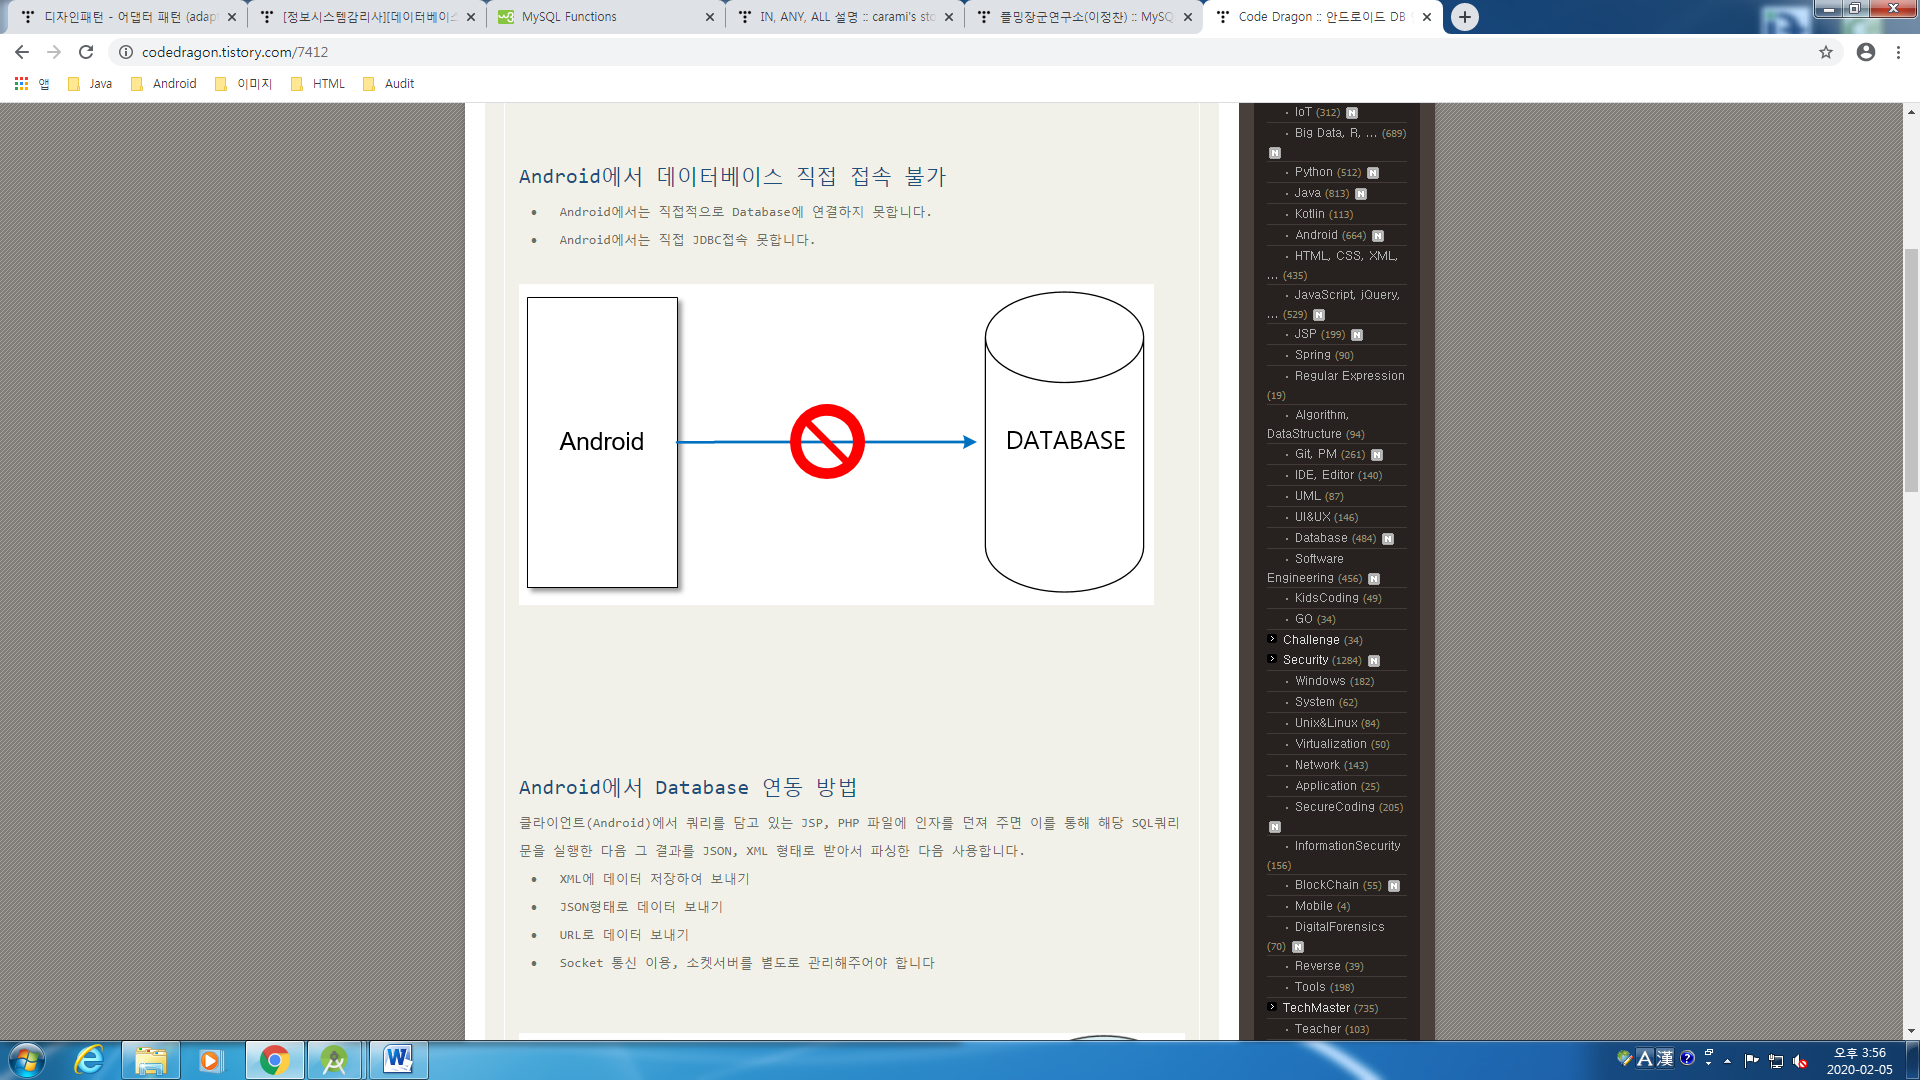 디자인패턴 - 어댑터 패턴 (adap
[정보시스템감리사][데이터베이스
MySQL Functions
IN, ANY, ALL 설명 :: carami's sto
플밍장군연구소(이정찬) :: MySQ
Code Dragon :: 안드로이드 DB
codedragon.tistory.com/7412
앱
Java
Android
이미지
HTML
Audit
Android에서 데이터베이스 직접 접속 불가
• Android에서는 직접적으로 Database에 연결하지 못합니다.
• Android에서는 직접 JDBC접속 못합니다.
Android
DATABASE
Android에서 Database 연동 방법
클라이언트(Android)에서 쿼리를 담고 있는 JSP, PHP 파일에 인자를 던져 주면 이를 통해 해당 SQL쿼리
문을 실행한 다음 그 결과를 JSON, XML 형태로 받아서 파싱한 다음 사용합니다.
• XML에 데이터 저장하여 보내기
• JSON형태로 데이터 보내기
• URL로 데이터 보내기
• Socket 통신 이용, 소켓서버를 별도로 관리해주어야 합니다
IoT (312) N
Big Data, R, ... (689)
N
Python (512) N
Java (813) N
Kotlin (113)
Android (664) N
HTML, CSS, XML,
... (435)
JavaScript, jQuery,
... (529) N
JSP (199) N
Spring (90)
Regular Expression
(19)
Algorithm,
DataStructure (94)
Git, PM (261) N
IDE, Editor (140)
UML (87)
UI&UX (146)
Database (484) N
Software
Engineering (456) N
KidsCoding (49)
GO (34)
Challenge (34)
Security (1284) N
Windows (182)
System (62)
Unix&Linux (84)
Virtualization (50)
Network (143)
Application (25)
SecureCoding (205)
N
InformationSecurity
(156)
BlockChain (55) N
Mobile (4)
DigitalForensics
(70) N
Reverse (39)
Tools (198)
TechMaster (735)
Teacher (103)
A 漢
오후 3:56
2020-02-05